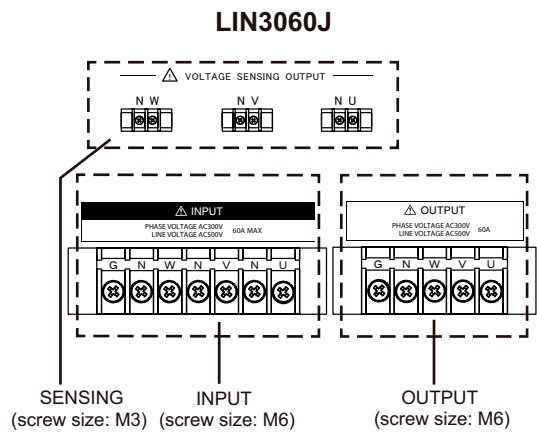 LIN3060J
⚠ VOLTAGE SENSING OUTPUT
N W N V N U
⚠ INPUT
PHASE VOLTAGE AC300V
LINE VOLTAGE AC500V
60A MAX
G N W N V N U
⚠ OUTPUT
PHASE VOLTAGE AC300V
LINE VOLTAGE AC500V
60A
G N W V U
SENSING
(screw size: M3)
INPUT
(screw size: M6)
OUTPUT
(screw size: M6)